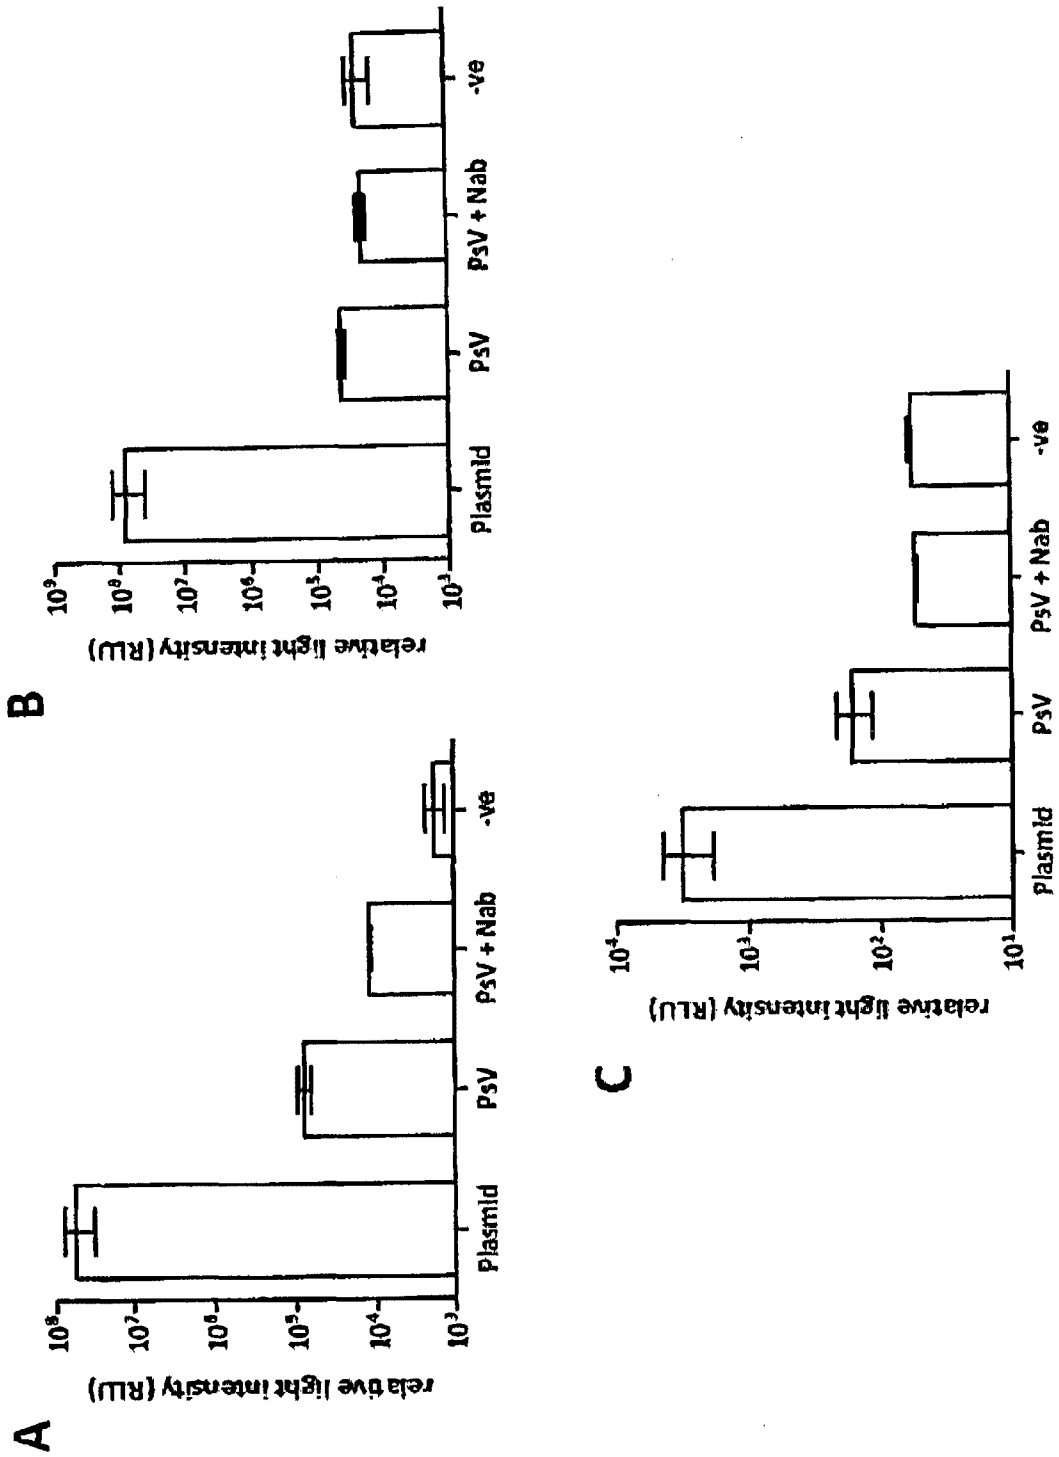 A
relative light intensity (RLU)
10⁸
10⁷
10⁶
10⁵
10⁴
10³
Plasmid
PsV
PsV + Nab
-ve
B
relative light intensity (RLU)
10⁹
10⁸
10⁷
10⁶
10⁵
10⁴
10³
Plasmid
PsV
PsV + Nab
-ve
C
relative light intensity (RLU)
10⁴
10³
10²
10¹
Plasmid
PsV
PsV + Nab
-ve